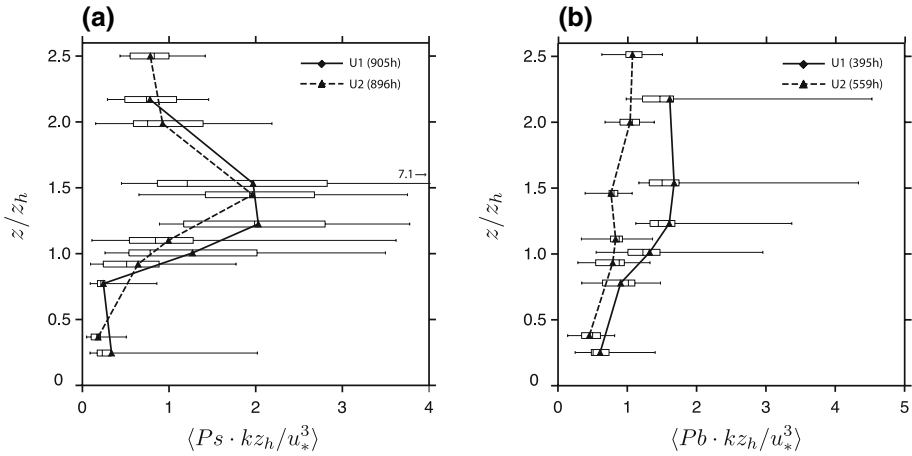 (a)
2.5
2.0
1.5
1.0
0.5
0
z/z_h
U1 (905h)
U2 (896h)
7.1
0 1 2 3 4
⟨Ps · kz_h/u_*^3⟩
(b)
2.5
2.0
1.5
1.0
0.5
0
z/z_h
U1 (395h)
U2 (559h)
0 1 2 3 4 5
⟨Pb · kz_h/u_*^3⟩